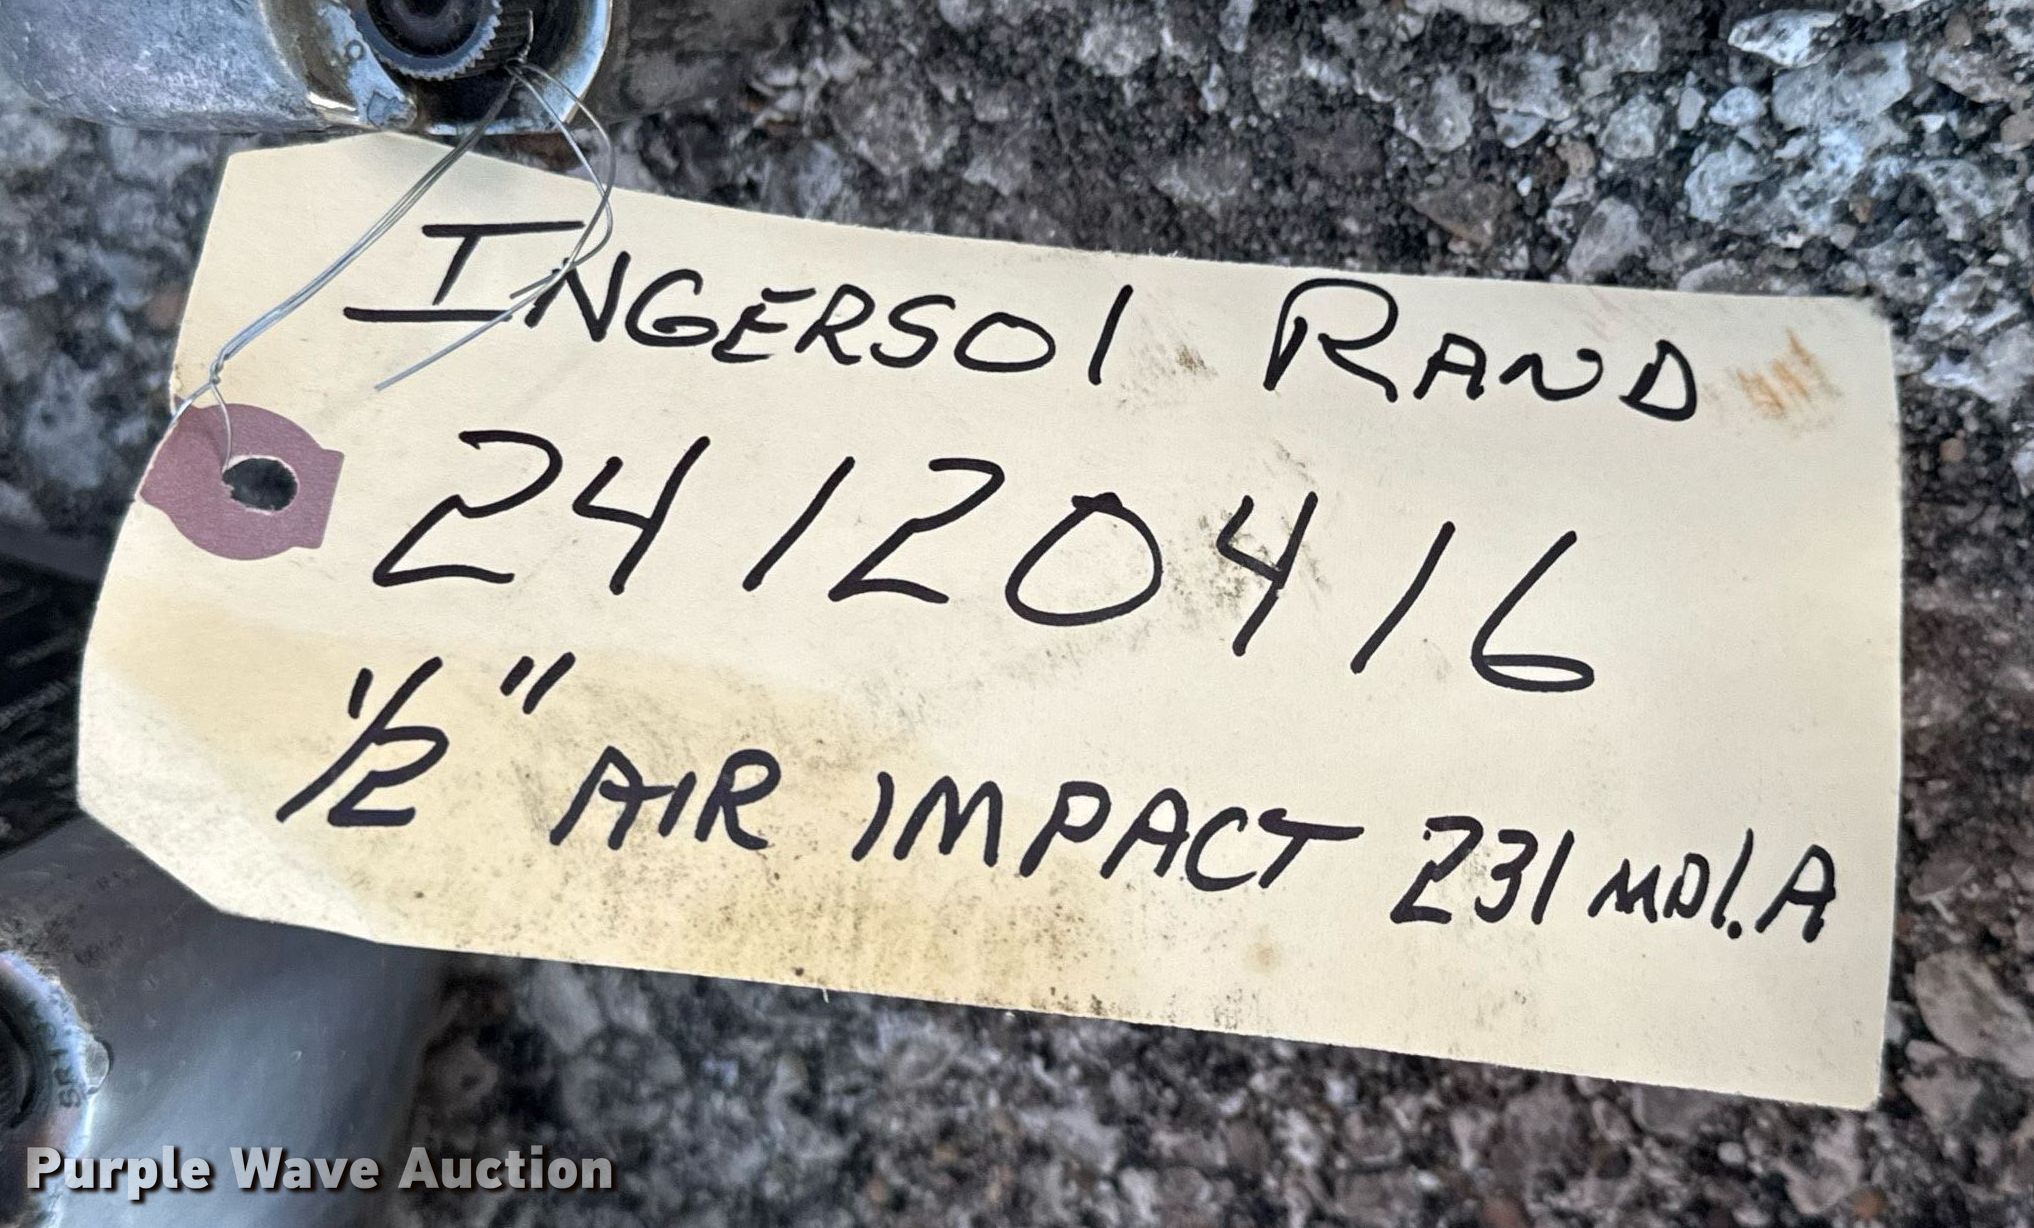 INGERSOl RAND
24120416
1/2" AIR IMPACT 231 MDl. A
Purple Wave Auction